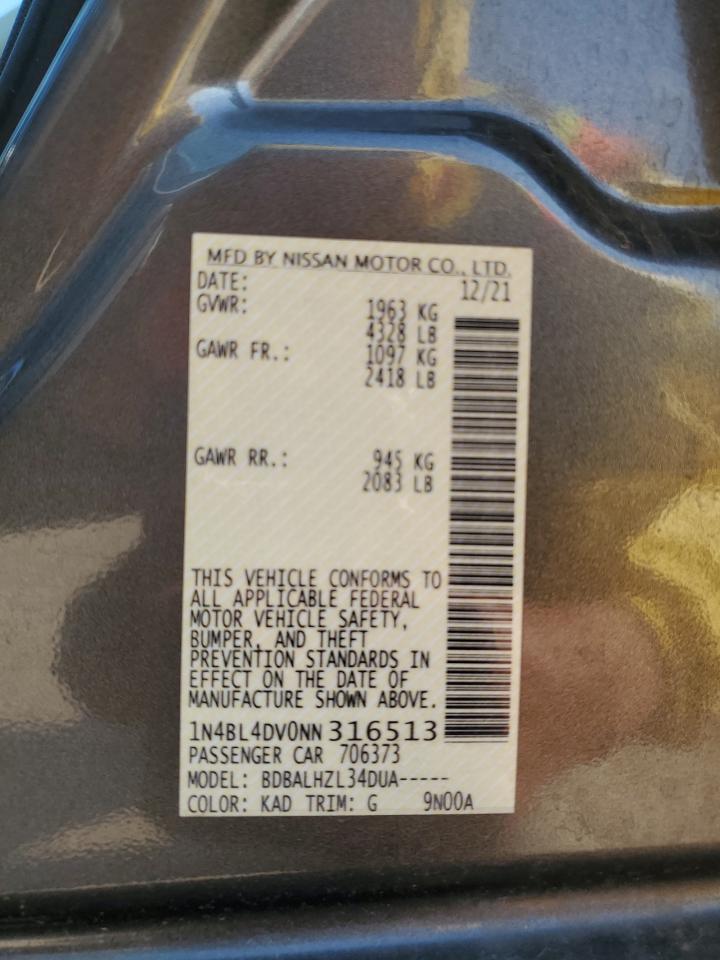 MFD BY NISSAN MOTOR CO., LTD.
DATE: 12/21
GVWR: 1963 KG
4328 LB
GAWR FR.: 1097 KG
2418 LB
GAWR RR.: 945 KG
2083 LB
THIS VEHICLE CONFORMS TO
ALL APPLICABLE FEDERAL
MOTOR VEHICLE SAFETY,
BUMPER, AND THEFT
PREVENTION STANDARDS IN
EFFECT ON THE DATE OF
MANUFACTURE SHOWN ABOVE.
1N4BL4DV0NN 316513
PASSENGER CAR 706373
MODEL: BDBALHZL34DUA-----
COLOR: KAD TRIM: G 9N00A